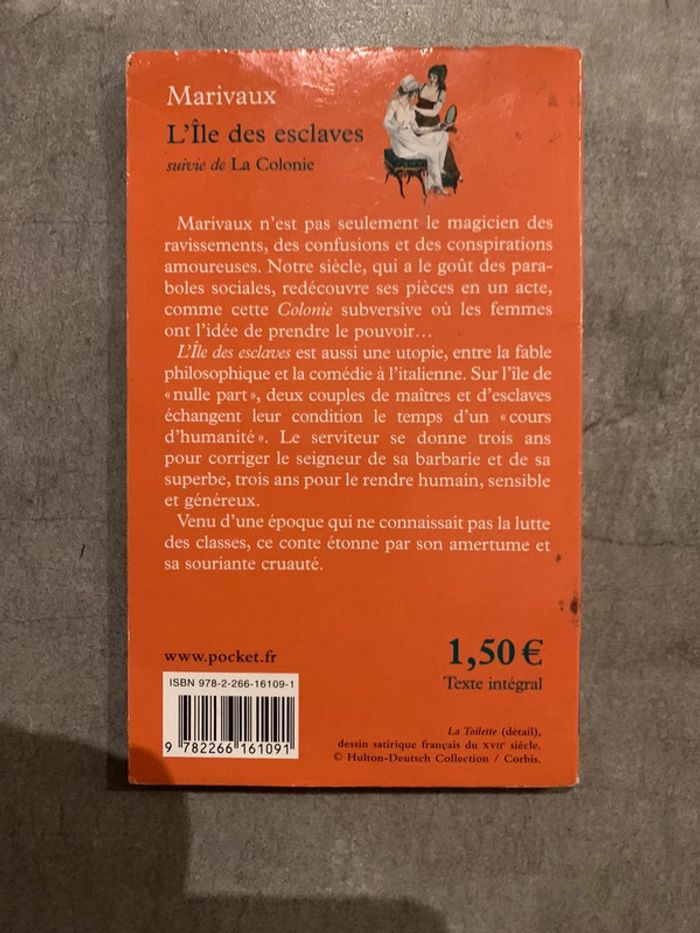 Marivaux
L'Île des esclaves
suivie de La Colonie
Marivaux n'est pas seulement le magicien des
ravissements, des confusions et des conspirations
amoureuses. Notre siècle, qui a le goût des para-
boles sociales, redécouvre ses pièces en un acte,
comme cette Colonie subversive où les femmes
ont l'idée de prendre le pouvoir…
L'Île des esclaves est aussi une utopie, entre la fable
philosophique et la comédie à l'italienne. Sur l'île de
« nulle part », deux couples de maîtres et d'esclaves
échangent leur condition le temps d'un « cours
d'humanité ». Le serviteur se donne trois ans
pour corriger le seigneur de sa barbarie et de sa
superbe, trois ans pour le rendre humain, sensible
et généreux.
Venu d'une époque qui ne connaissait pas la lutte
des classes, ce conte étonne par son amertume et
sa souriante cruauté.
www.pocket.fr
1,50 €
Texte intégral
ISBN 978-2-266-16109-1
9 782266 161091
La Toilette (détail),
dessin satirique français du XVIIe siècle.
© Hulton-Deutsch Collection / Corbis.